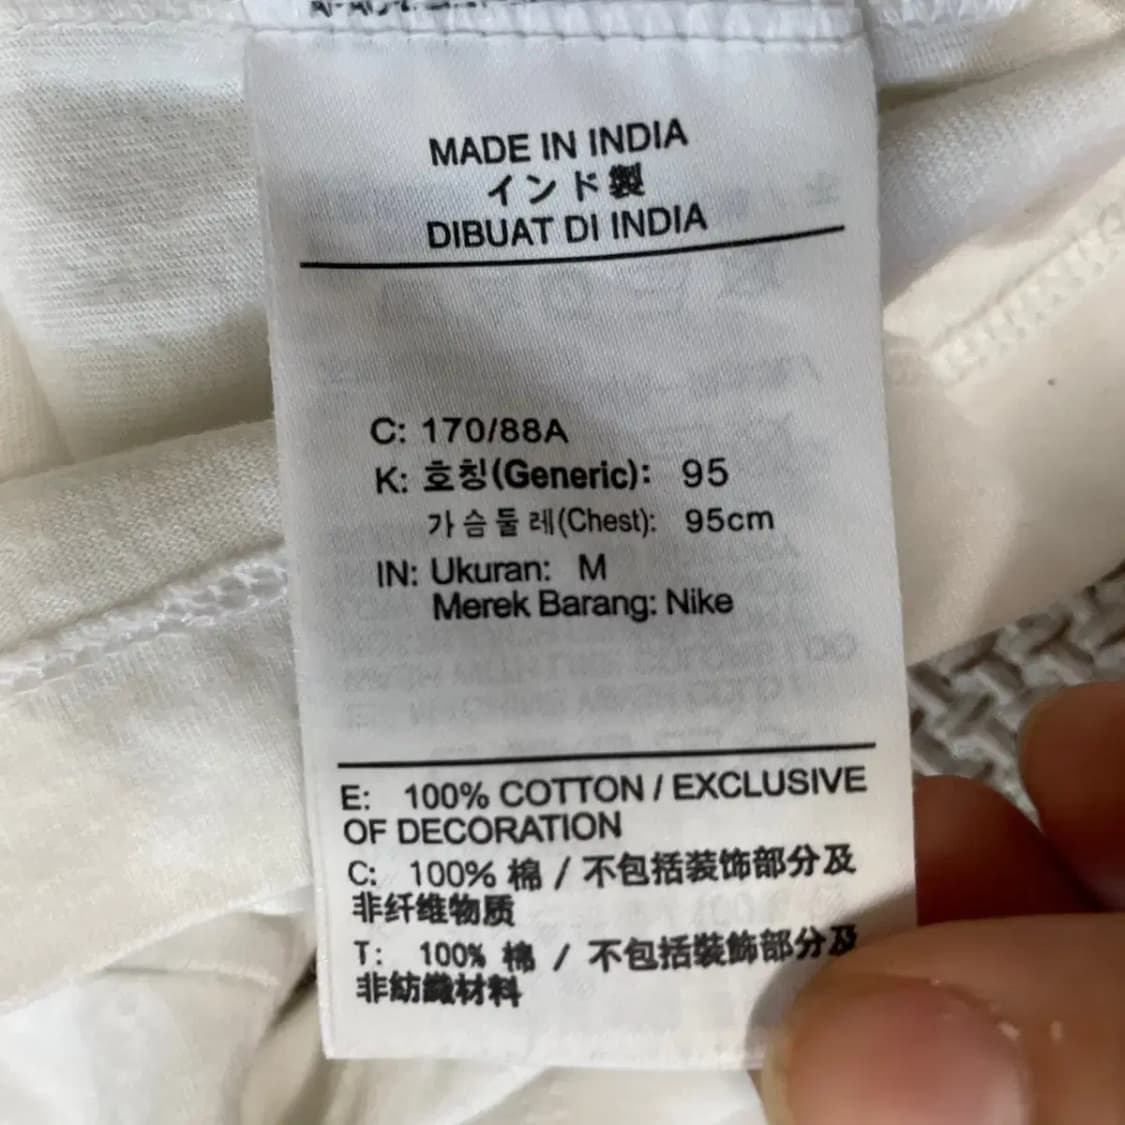 MADE IN INDIA
インド製
DIBUAT DI INDIA
C: 170/88A
K: 호칭(Generic): 95
가슴둘레(Chest): 95cm
IN: Ukuran: M
Merek Barang: Nike
E: 100% COTTON / EXCLUSIVE
OF DECORATION
C: 100% 棉 / 不包括装饰部分及
非纤维物质
T: 100% 棉 / 不包括裝飾部分及
非紡織材料